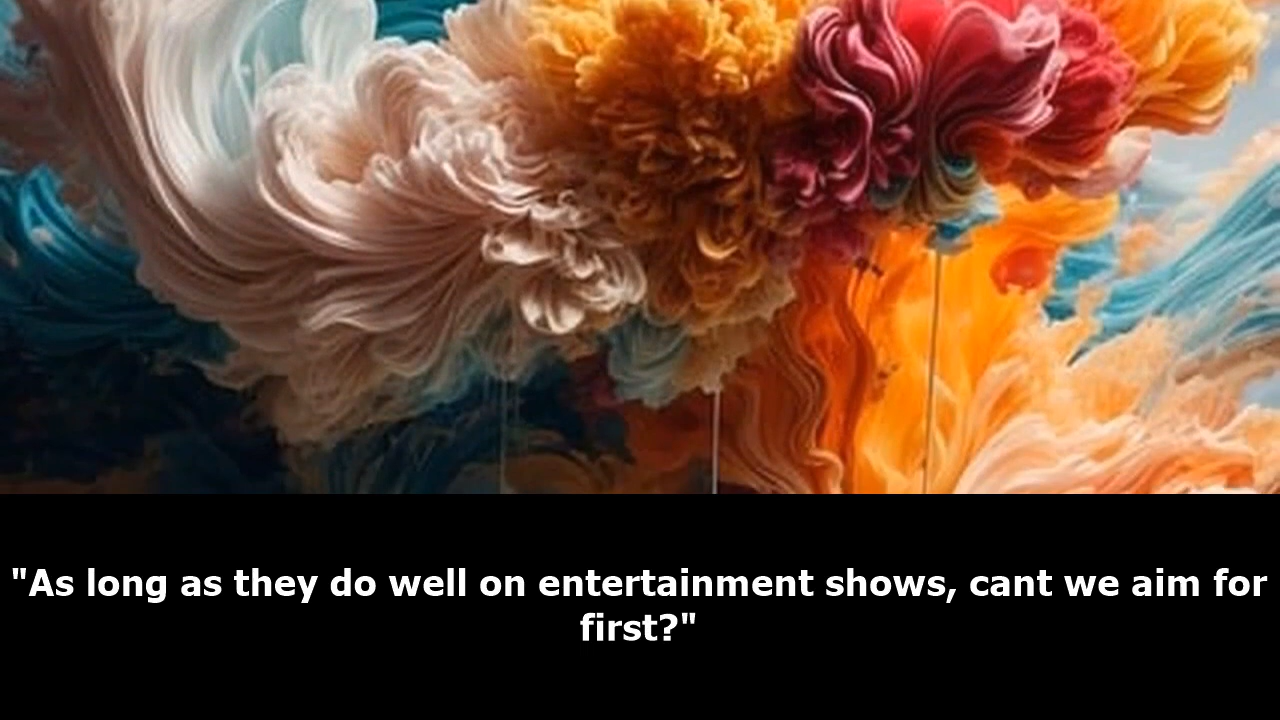 "As long as they do well on entertainment shows, cant we aim for
first?"